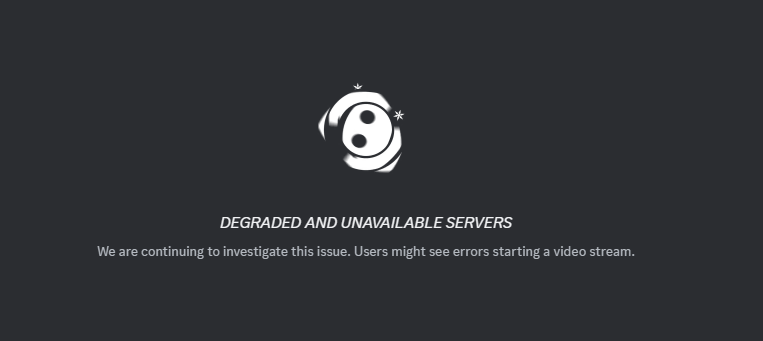 DEGRADED AND UNAVAILABLE SERVERS
We are continuing to investigate this issue. Users might see errors starting a video stream.